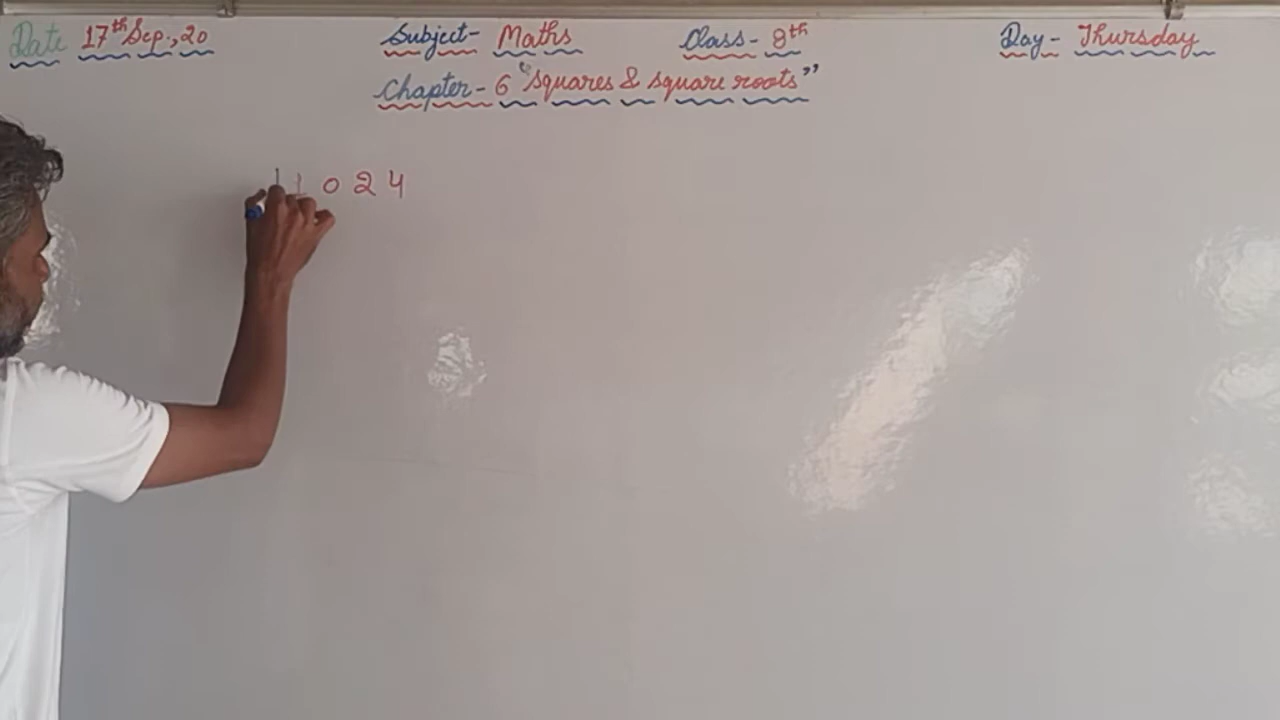 Date 17th Sep., 20 Subject- Maths Class- 8th Day- Thursday
Chapter- 6 "Squares & square roots"
1 0 2 4